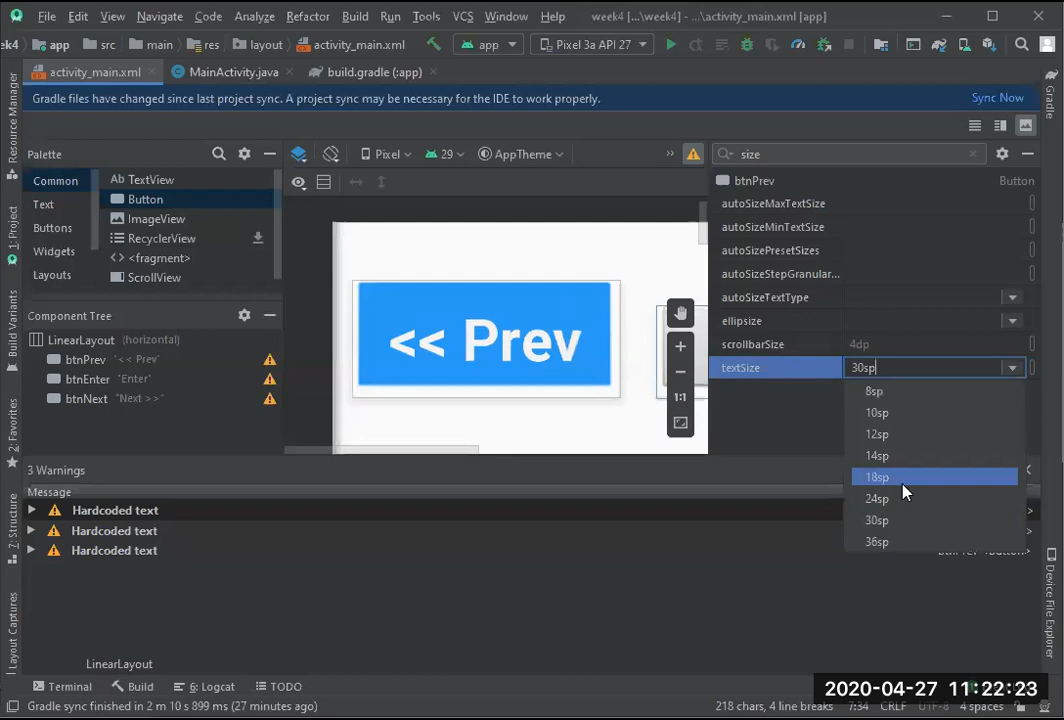 File Edit View Navigate Code Analyze Refactor Build Run Tools VCS Window Help week4 [...\week4] - ...\activity_main.xml [app]
ek4 app src main res layout activity_main.xml app Pixel 3a API 27
activity_main.xml MainActivity.java build.gradle (:app)
Gradle files have changed since last project sync. A project sync may be necessary for the IDE to work properly. Sync Now
Resource Manager
1: Project
Build Variants
2: Favorites
7: Structure
Layout Captures
Palette
Common
Text
Buttons
Widgets
Layouts
Ab TextView
Button
ImageView
RecyclerView
<fragment>
ScrollView
Component Tree
LinearLayout (horizontal)
btnPrev "<< Prev"
btnEnter "Enter"
btnNext "Next >>"
Pixel 29 AppTheme
<< Prev
1:1
size
btnPrev Button
autoSizeMaxTextSize
autoSizeMinTextSize
autoSizePresetSizes
autoSizeStepGranular...
autoSizeTextType
ellipsize
scrollbarSize 4dp
textSize 30sp
8sp
10sp
12sp
14sp
18sp
24sp
30sp
36sp
Gradle
Device File Explorer
3 Warnings
Message
Hardcoded text
Hardcoded text
Hardcoded text
LinearLayout
Terminal Build 6: Logcat TODO
2020-04-27 11:22:23
Gradle sync finished in 2 m 10 s 899 ms (27 minutes ago) 218 chars, 4 line breaks 7:34 CRLF UTF-8 4 spaces